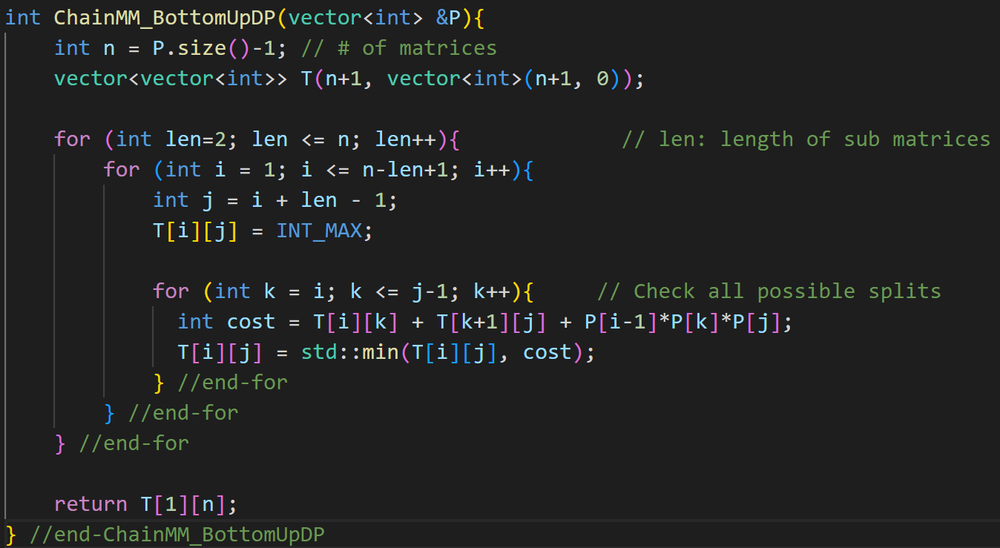 int ChainMM_BottomUpDP(vector<int> &P){
    int n = P.size()-1; // # of matrices
    vector<vector<int>> T(n+1, vector<int>(n+1, 0));
    for (int len=2; len <= n; len++){             // len: length of sub matrices
        for (int i = 1; i <= n-len+1; i++){
            int j = i + len - 1;
            T[i][j] = INT_MAX;
            for (int k = i; k <= j-1; k++){     // Check all possible splits
              int cost = T[i][k] + T[k+1][j] + P[i-1]*P[k]*P[j];
              T[i][j] = std::min(T[i][j], cost);
            } //end-for
        } //end-for
    } //end-for
    return T[1][n];
} //end-ChainMM_BottomUpDP